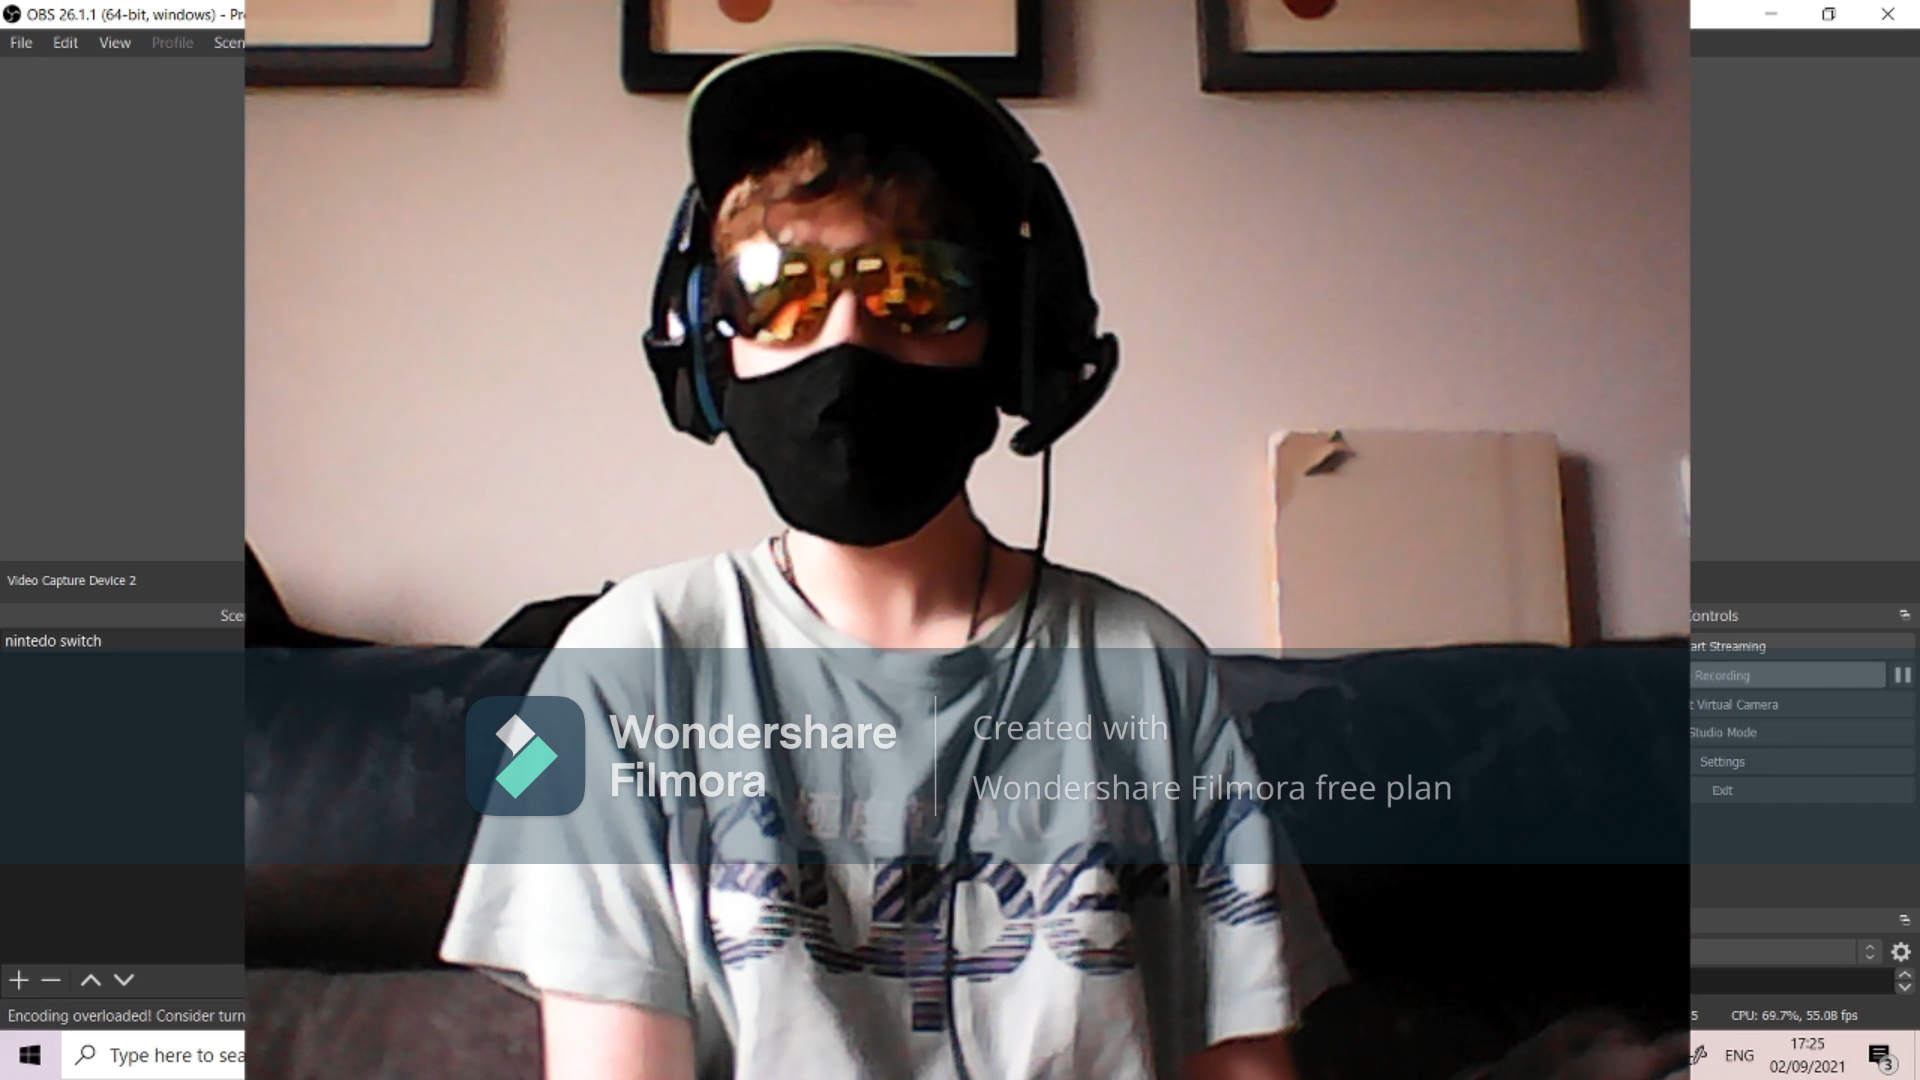 OBS 26.1.1 (64-bit, windows) - Pr
File Edit View Profile Scen
Video Capture Device 2
Sce
nintedo switch
Controls
art Streaming
Recording
t Virtual Camera
Studio Mode
Settings
Exit
Wondershare
Filmora
Created with
Wondershare Filmora free plan
Encoding overloaded! Consider turn
5 CPU: 69.7%, 55.08 fps
Type here to sea
ENG
17:25
02/09/2021
3